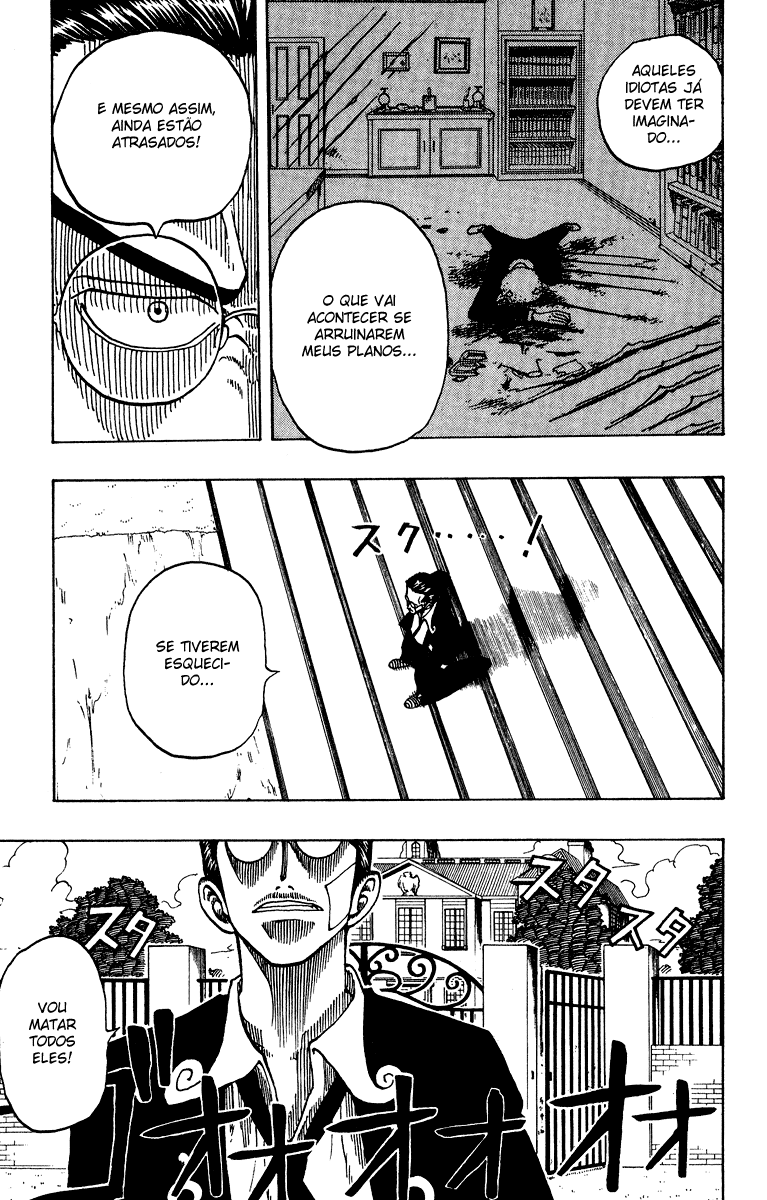 AQUELES
IDIOTAS JÁ
DEVEM TER
IMAGINA-
DO...
O QUE VAI
ACONTECER SE
ARRUINAREM
MEUS PLANOS...
E MESMO ASSIM,
AINDA ESTÃO
ATRASADOS!
スク・・・・・!
SE TIVEREM
ESQUECI-
DO...
スタ
スタ
スタ
VOU
MATAR
TODOS
ELES!
ゴオオオオオオ